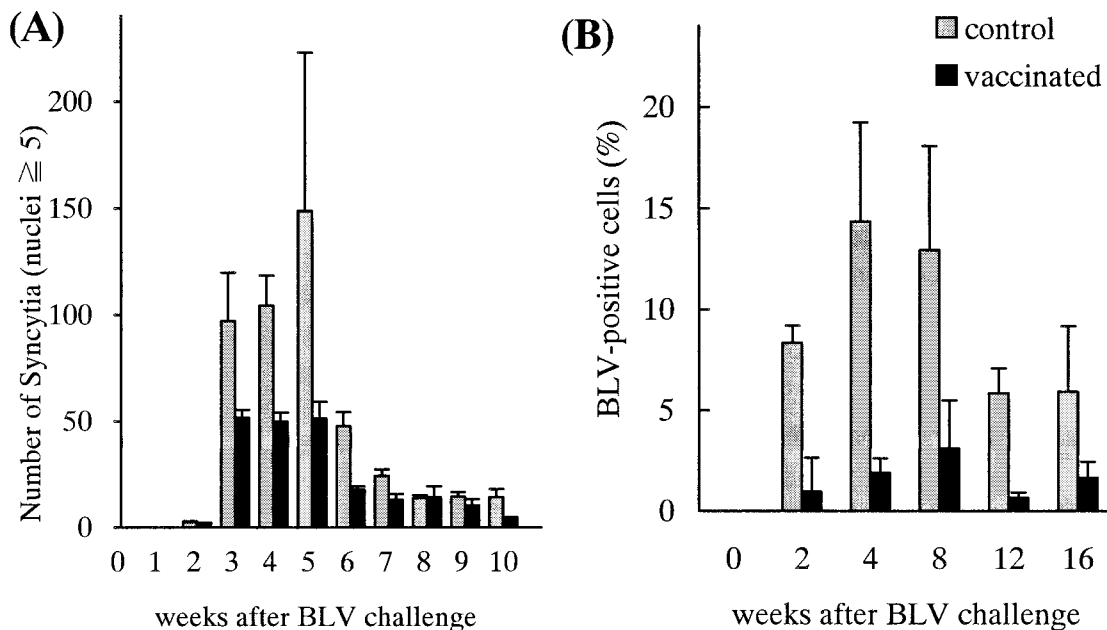 (A)
Number of Syncytia (nuclei ≧ 5)
200
150
100
50
0
0 1 2 3 4 5 6 7 8 9 10
weeks after BLV challenge
(B)
control
vaccinated
BLV-positive cells (%)
20
15
10
5
0
0 2 4 8 12 16
weeks after BLV challenge